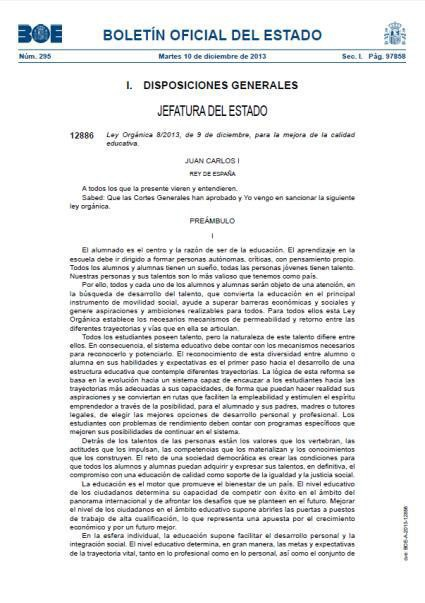 BOE
BOLETÍN OFICIAL DEL ESTADO
Núm. 295
Martes 10 de diciembre de 2013
Sec. I. Pág. 97858
I. DISPOSICIONES GENERALES
JEFATURA DEL ESTADO
12886
Ley Orgánica 8/2013, de 9 de diciembre, para la mejora de la calidad
educativa.
JUAN CARLOS I
REY DE ESPAÑA
A todos los que la presente vieren y entendieren.
Sabed: Que las Cortes Generales han aprobado y Yo vengo en sancionar la siguiente
ley orgánica.
PREÁMBULO
I
El alumnado es el centro y la razón de ser de la educación. El aprendizaje en la
escuela debe ir dirigido a formar personas autónomas, críticas, con pensamiento propio.
Todos los alumnos y alumnas tienen un sueño, todas las personas jóvenes tienen talento.
Nuestras personas y sus talentos son lo más valioso que tenemos como país.
Por ello, todos y cada uno de los alumnos y alumnas serán objeto de una atención, en
la búsqueda de desarrollo del talento, que convierta la educación en el principal
instrumento de movilidad social, ayude a superar barreras económicas y sociales y
genere aspiraciones y ambiciones realizables para todos. Para todos ellos esta Ley
Orgánica establece los necesarios mecanismos de permeabilidad y retorno entre las
diferentes trayectorias y vías que en ella se articulan.
Todos los estudiantes poseen talento, pero la naturaleza de este talento difiere entre
ellos. En consecuencia, el sistema educativo debe contar con los mecanismos necesarios
para reconocerlo y potenciarlo. El reconocimiento de esta diversidad entre alumno o
alumna en sus habilidades y expectativas es el primer paso hacia el desarrollo de una
estructura educativa que contemple diferentes trayectorias. La lógica de esta reforma se
basa en la evolución hacia un sistema capaz de encauzar a los estudiantes hacia las
trayectorias más adecuadas a sus capacidades, de forma que puedan hacer realidad sus
aspiraciones y se conviertan en rutas que faciliten la empleabilidad y estimulen el espíritu
emprendedor a través de la posibilidad, para el alumnado y sus padres, madres o tutores
legales, de elegir las mejores opciones de desarrollo personal y profesional. Los
estudiantes con problemas de rendimiento deben contar con programas específicos que
mejoren sus posibilidades de continuar en el sistema.
Detrás de los talentos de las personas están los valores que los vertebran, las
actitudes que los impulsan, las competencias que los materializan y los conocimientos
que los construyen. El reto de una sociedad democrática es crear las condiciones para
que todos los alumnos y alumnas puedan adquirir y expresar sus talentos, en definitiva, el
compromiso con una educación de calidad como soporte de la igualdad y la justicia social.
La educación es el motor que promueve el bienestar de un país. El nivel educativo
de los ciudadanos determina su capacidad de competir con éxito en el ámbito del
panorama internacional y de afrontar los desafíos que se planteen en el futuro. Mejorar
el nivel de los ciudadanos en el ámbito educativo supone abrirles las puertas a puestos
de trabajo de alta cualificación, lo que representa una apuesta por el crecimiento
económico y por un futuro mejor.
En la esfera individual, la educación supone facilitar el desarrollo personal y la
integración social. El nivel educativo determina, en gran manera, las metas y expectativas
de la trayectoria vital, tanto en lo profesional como en lo personal, así como el conjunto de
cve: BOE-A-2013-12886